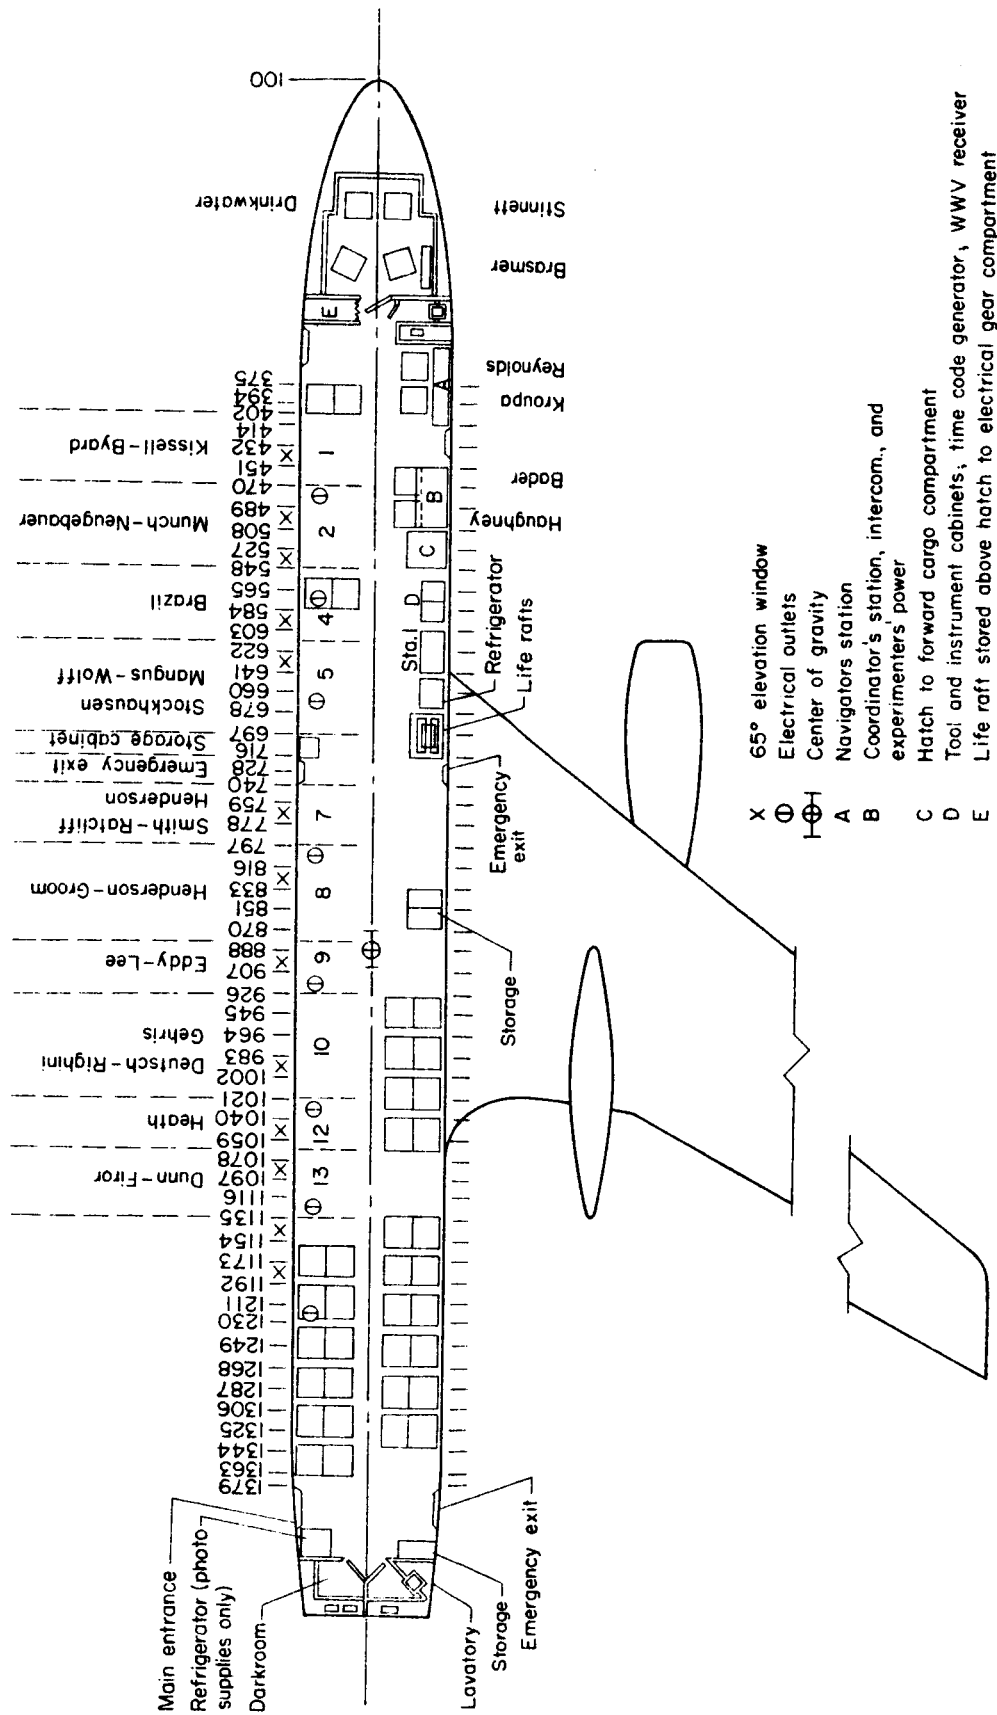 100
Drinkwater
Stinnett
Brasmer
Reynolds
Kroupa
Bader
Haughney
E
A
B
C
D
Sta. 1
Refrigerator
Life rafts
375
394
402
414
432
451
470
489
508
527
548
565
584
603
622
641
660
678
697
716
728
740
759
778
797
816
833
851
870
888
907
926
945
964
983
1002
1021
1040
1059
1078
1097
1116
1135
1154
1173
1192
1211
1230
1249
1268
1287
1306
1325
1344
1363
1379
Kissell–Byard
Munch–Neugebauer
Brazil
Mangus–Wolff
Stockhausen
Storage cabinet
Emergency exit
Henderson
Smith–Ratcliff
Henderson–Groom
Eddy–Lee
Gehris
Deutsch–Righini
Heath
Dunn–Firor
X
X
X
X
X
X
X
X
X
X
X
X
X
1
2
4
5
7
8
9
10
12
13
Emergency
exit
Storage
Main entrance
Refrigerator (photo
supplies only)
Darkroom
Lavatory
Storage
Emergency exit
X 65° elevation window
Electrical outlets
Center of gravity
A Navigators station
B Coordinator's station, intercom., and
experimenters' power
C Hatch to forward cargo compartment
D Tool and instrument cabinets; time code generator, WWV receiver
E Life raft stored above hatch to electrical gear compartment